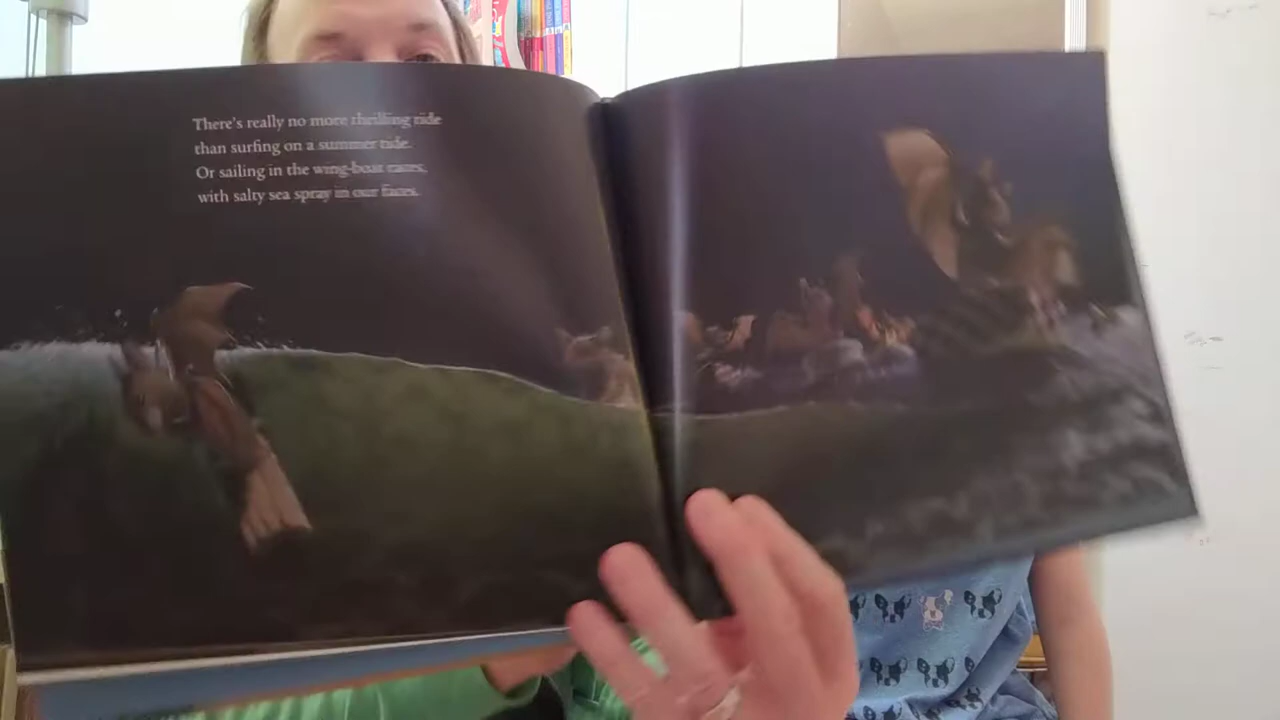 There's really no more thrilling ride
than surfing on a summer tide.
Or sailing in the wing-boat races,
with salty sea spray in our faces.